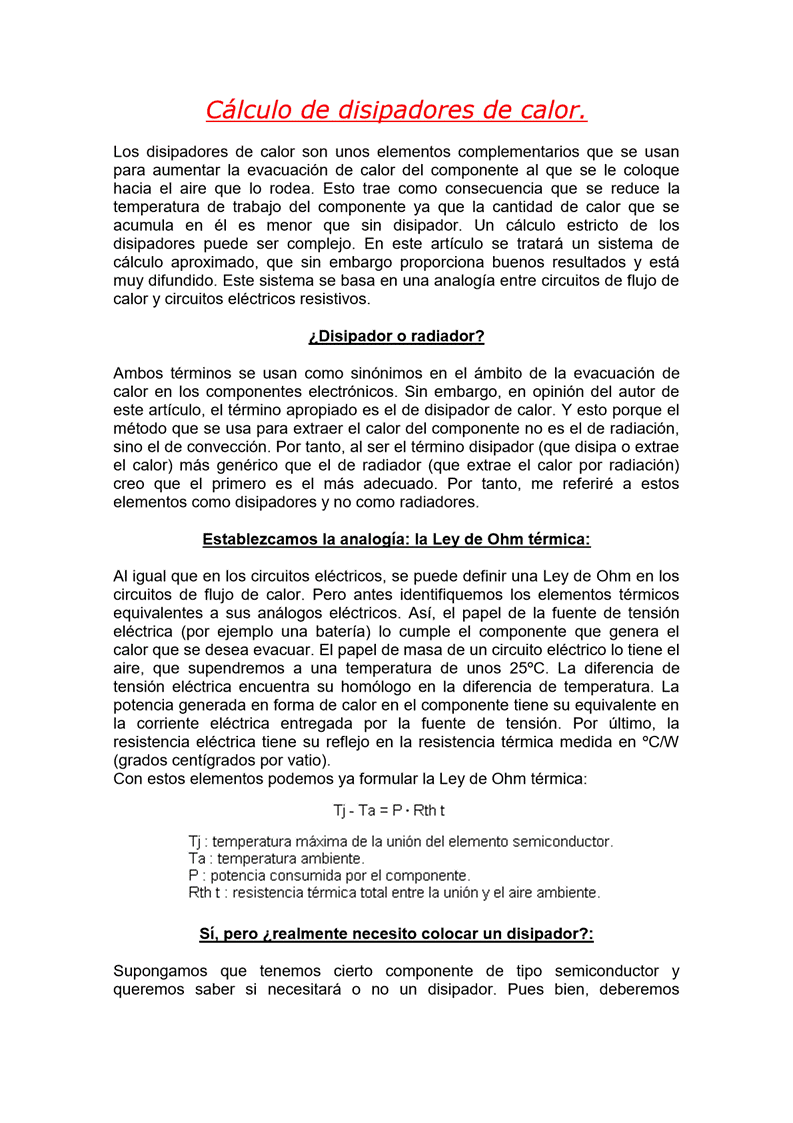 Cálculo de disipadores de calor.
Los disipadores de calor son unos elementos complementarios que se usan
para aumentar la evacuación de calor del componente al que se le coloque
hacia el aire que lo rodea. Esto trae como consecuencia que se reduce la
temperatura de trabajo del componente ya que la cantidad de calor que se
acumula en él es menor que sin disipador. Un cálculo estricto de los
disipadores puede ser complejo. En este artículo se tratará un sistema de
cálculo aproximado, que sin embargo proporciona buenos resultados y está
muy difundido. Este sistema se basa en una analogía entre circuitos de flujo de
calor y circuitos eléctricos resistivos.
¿Disipador o radiador?
Ambos términos se usan como sinónimos en el ámbito de la evacuación de
calor en los componentes electrónicos. Sin embargo, en opinión del autor de
este artículo, el término apropiado es el de disipador de calor. Y esto porque el
método que se usa para extraer el calor del componente no es el de radiación,
sino el de convección. Por tanto, al ser el término disipador (que disipa o extrae
el calor) más genérico que el de radiador (que extrae el calor por radiación)
creo que el primero es el más adecuado. Por tanto, me referiré a estos
elementos como disipadores y no como radiadores.
Establezcamos la analogía: la Ley de Ohm térmica:
Al igual que en los circuitos eléctricos, se puede definir una Ley de Ohm en los
circuitos de flujo de calor. Pero antes identifiquemos los elementos térmicos
equivalentes a sus análogos eléctricos. Así, el papel de la fuente de tensión
eléctrica (por ejemplo una batería) lo cumple el componente que genera el
calor que se desea evacuar. El papel de masa de un circuito eléctrico lo tiene el
aire, que supendremos a una temperatura de unos 25ºC. La diferencia de
tensión eléctrica encuentra su homólogo en la diferencia de temperatura. La
potencia generada en forma de calor en el componente tiene su equivalente en
la corriente eléctrica entregada por la fuente de tensión. Por último, la
resistencia eléctrica tiene su reflejo en la resistencia térmica medida en ºC/W
(grados centígrados por vatio).
Con estos elementos podemos ya formular la Ley de Ohm térmica:
Tj - Ta = P · Rth t
Tj : temperatura máxima de la unión del elemento semiconductor.
Ta : temperatura ambiente.
P : potencia consumida por el componente.
Rth t : resistencia térmica total entre la unión y el aire ambiente.
Sí, pero ¿realmente necesito colocar un disipador?:
Supongamos que tenemos cierto componente de tipo semiconductor y
queremos saber si necesitará o no un disipador. Pues bien, deberemos